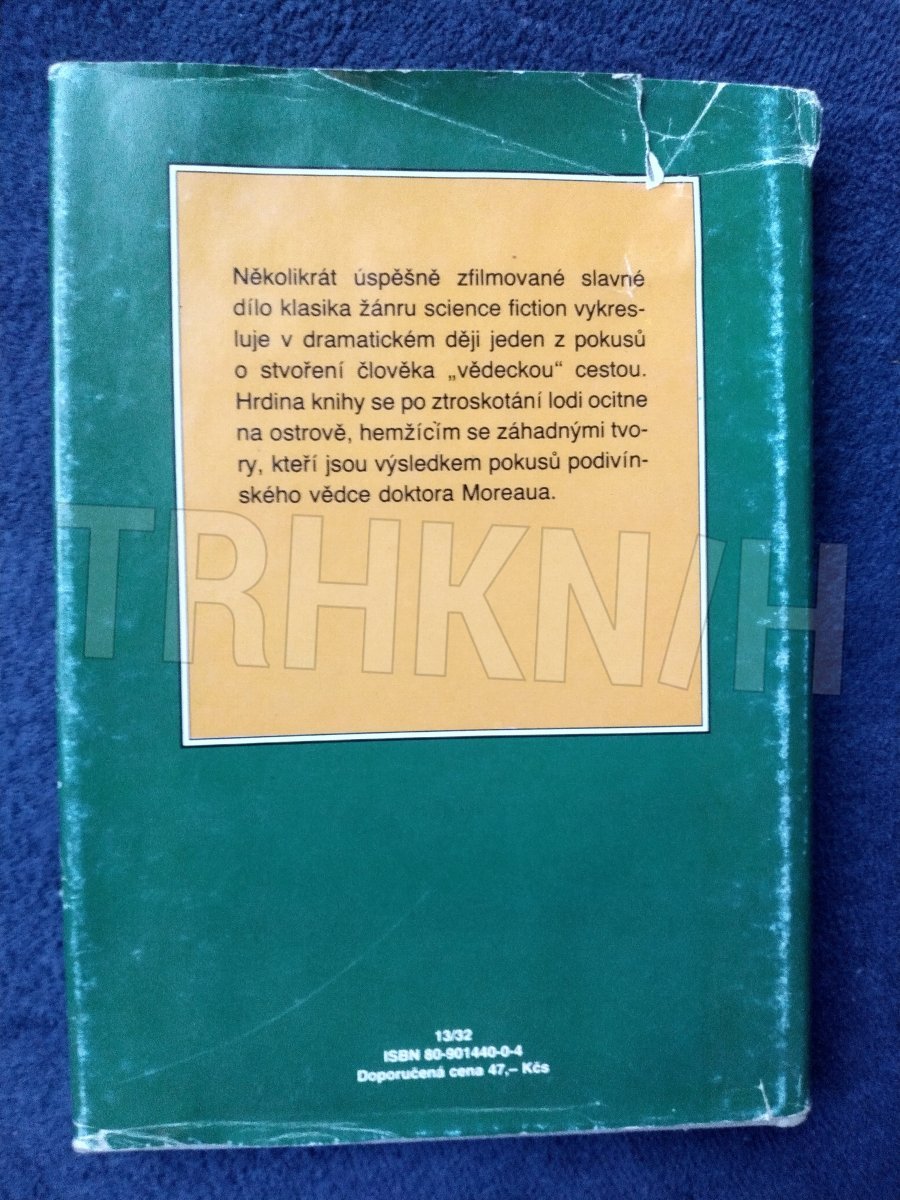 Několikrát úspěšně zfilmované slavné
dílo klasika žánru science fiction vykres-
luje v dramatickém ději jeden z pokusů
o stvoření člověka „vědeckou" cestou.
Hrdina knihy se po ztroskotání lodi ocitne
na ostrově, hemžícím se záhadnými tvo-
ry, kteří jsou výsledkem pokusů podivín-
ského vědce doktora Moreaua.
TRHKN/H
13/32
ISBN 80-901440-0-4
Doporučená cena 47,– Kčs